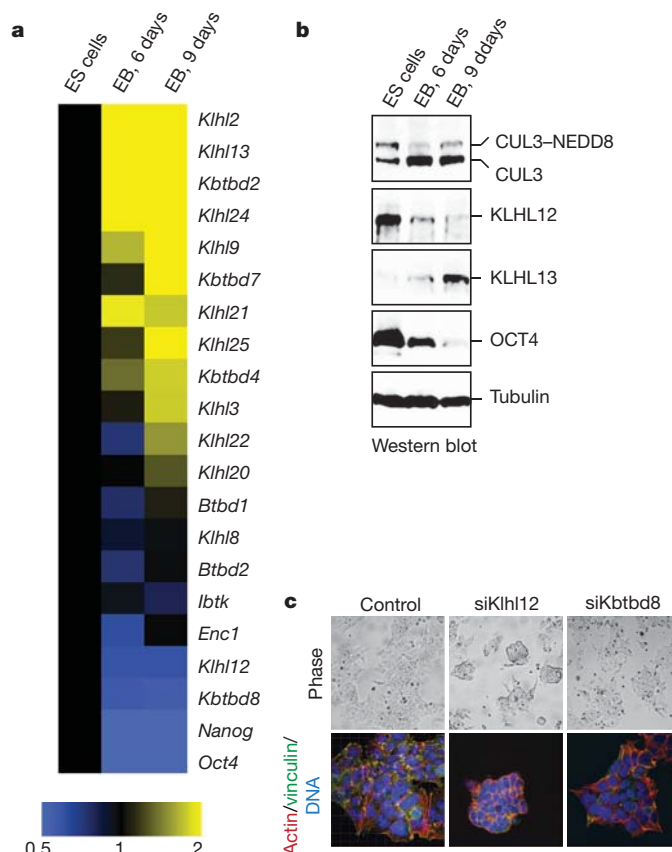 a
ES cells
EB, 6 days
EB, 9 days
Klhl2
Klhl13
Kbtbd2
Klhl24
Klhl9
Kbtbd7
Klhl21
Klhl25
Kbtbd4
Klhl3
Klhl22
Klhl20
Btbd1
Klhl8
Btbd2
Ibtk
Enc1
Klhl12
Kbtbd8
Nanog
Oct4
0.5
1
2
b
ES cells
EB, 6 days
EB, 9 ddays
CUL3–NEDD8
CUL3
KLHL12
KLHL13
OCT4
Tubulin
Western blot
c
Control
siKlhl12
siKbtbd8
Phase
Actin/vinculin/
DNA